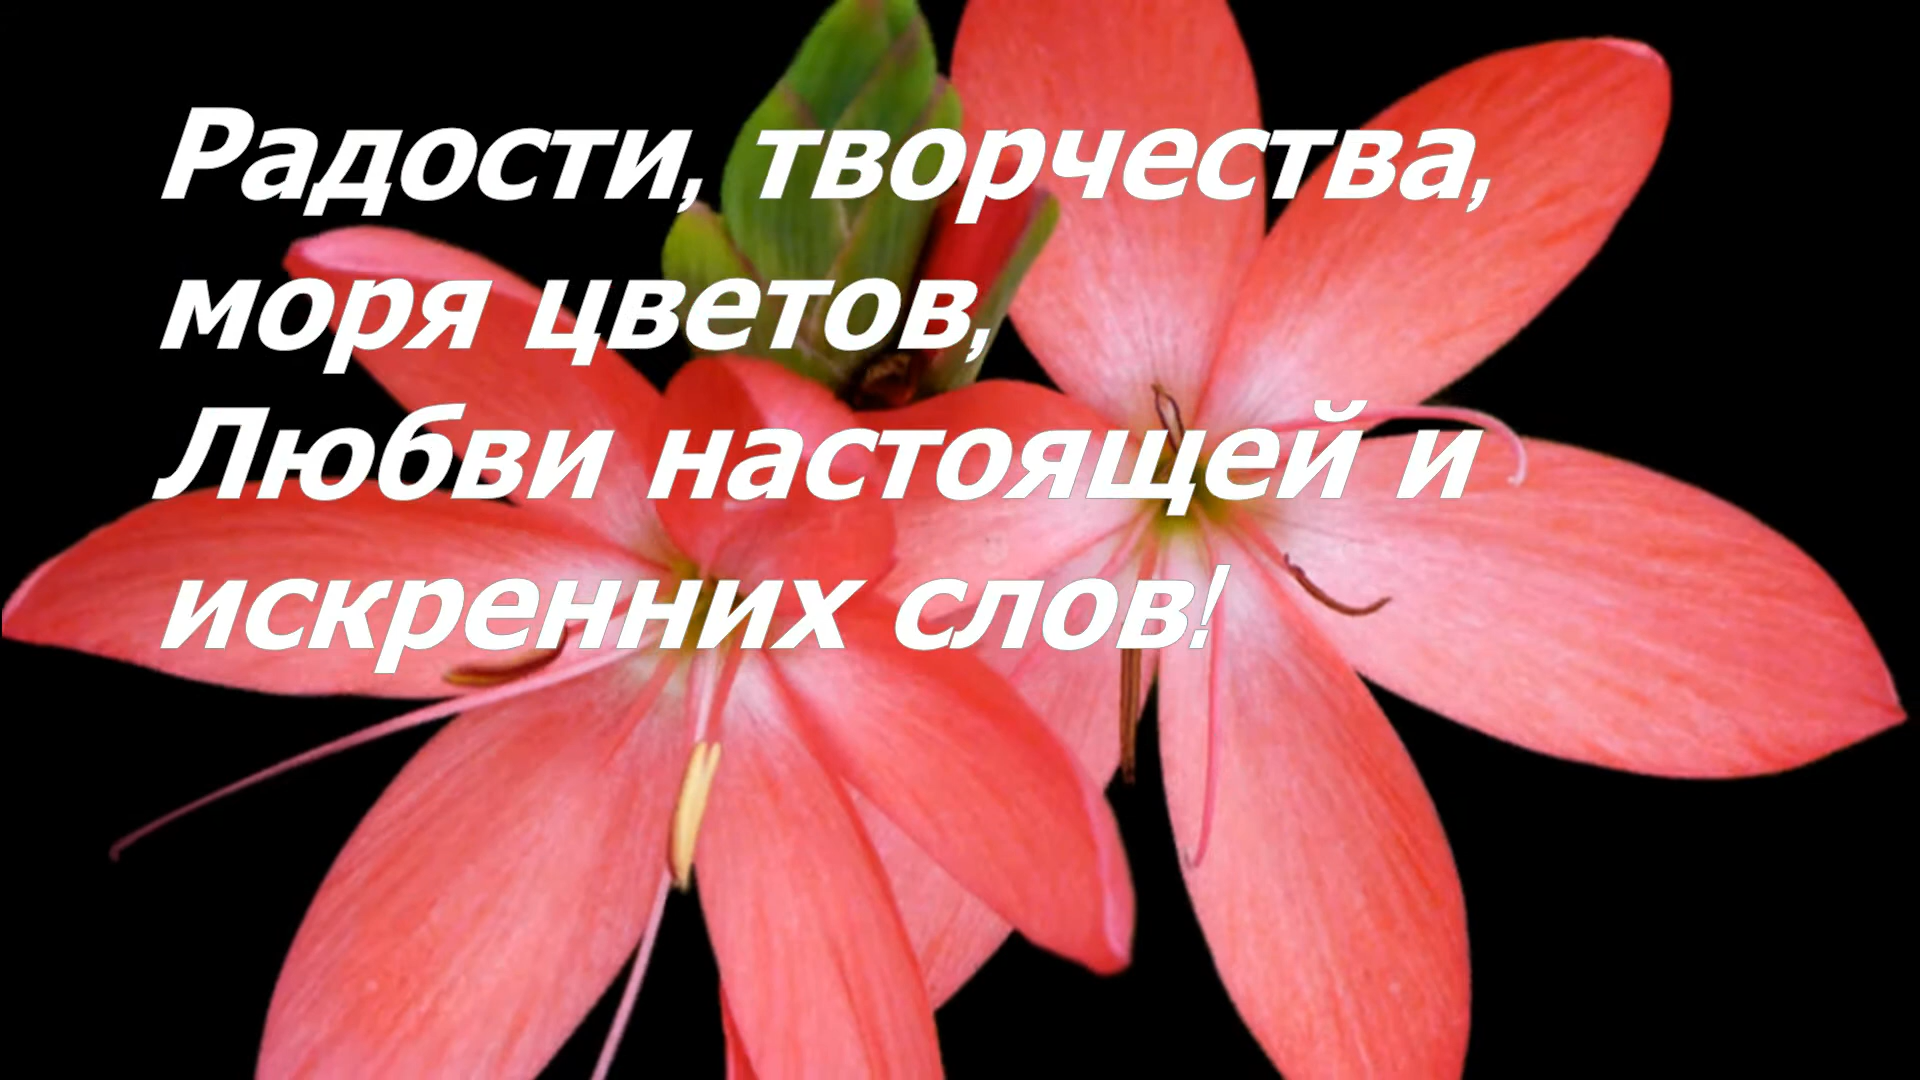 Радости, творчества,
моря цветов,
Любви настоящей и
искренних слов!